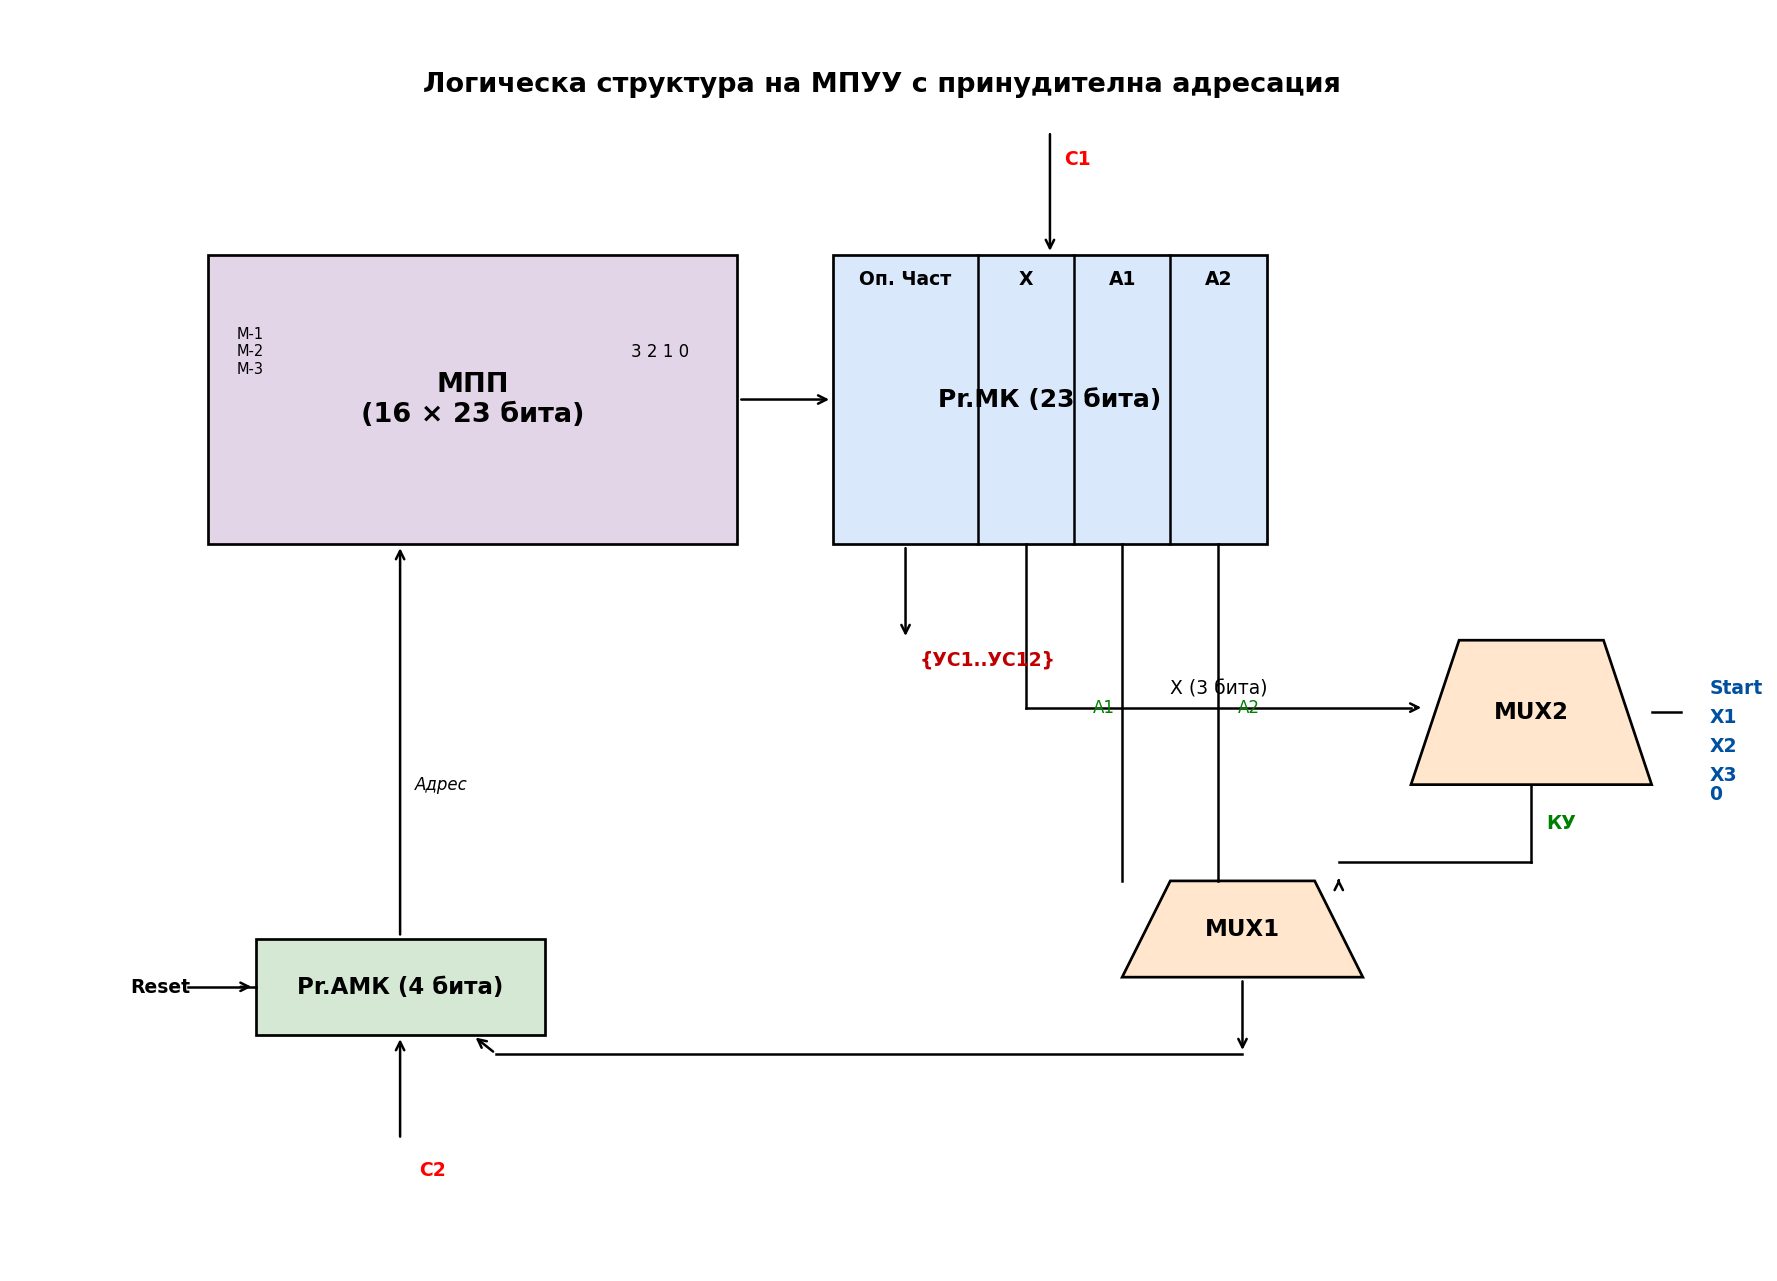 Логическа структура на МПУУ с принудителна адресация
C1
Оп. Част
X
A1
A2
М-1
М-2
М-3
3 2 1 0
МПП
(16 × 23 бита)
Pr.МК (23 бита)
{УС1..УС12}
X (3 бита)
A1
A2
MUX2
Start
X1
X2
X3
0
КУ
Адрес
MUX1
Reset
Pr.АМК (4 бита)
C2